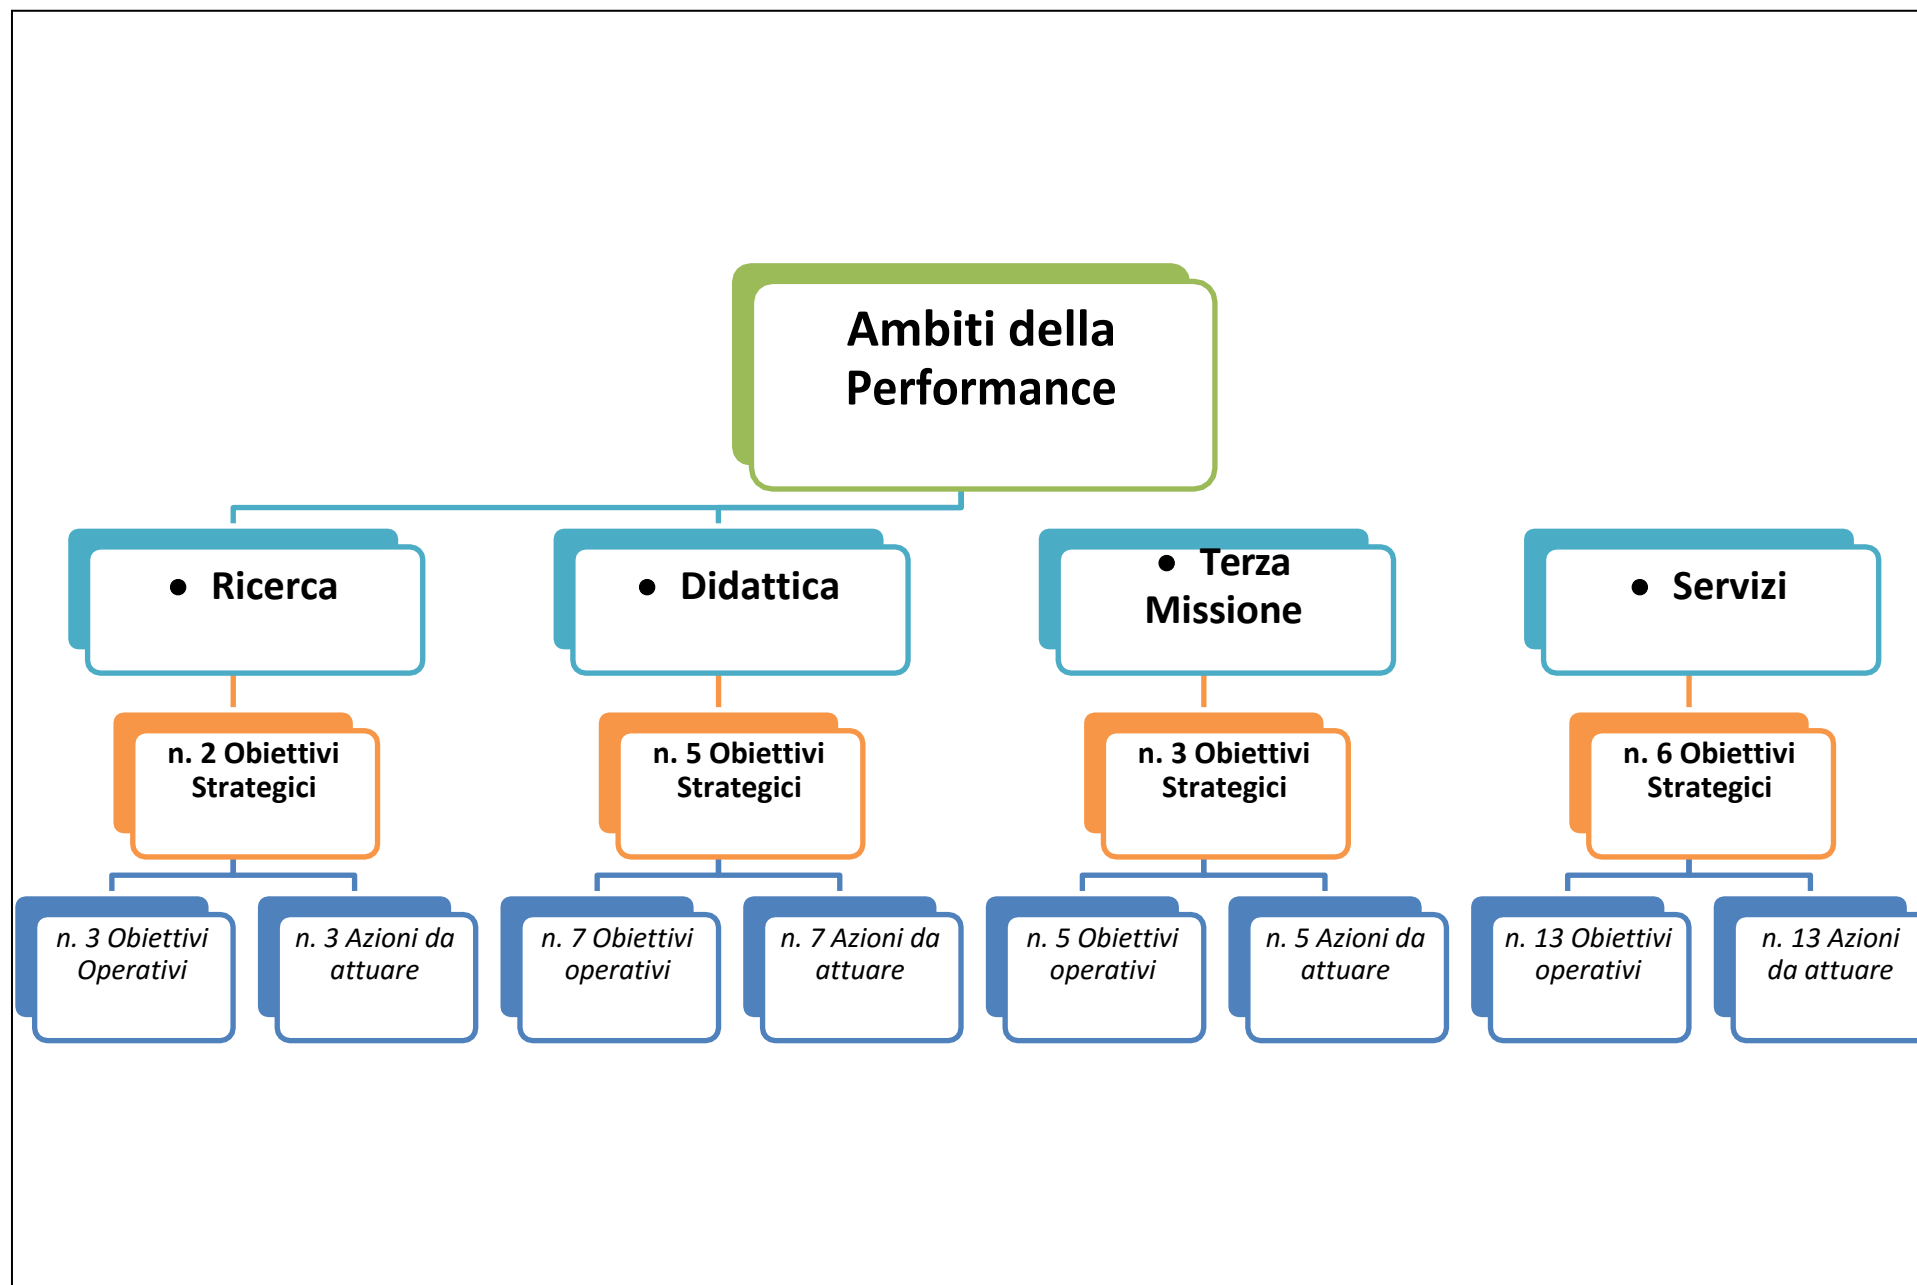 Ambiti della
Performance
• Ricerca
• Didattica
• Terza
Missione
• Servizi
n. 2 Obiettivi
Strategici
n. 5 Obiettivi
Strategici
n. 3 Obiettivi
Strategici
n. 6 Obiettivi
Strategici
n. 3 Obiettivi
Operativi
n. 3 Azioni da
attuare
n. 7 Obiettivi
operativi
n. 7 Azioni da
attuare
n. 5 Obiettivi
operativi
n. 5 Azioni da
attuare
n. 13 Obiettivi
operativi
n. 13 Azioni
da attuare